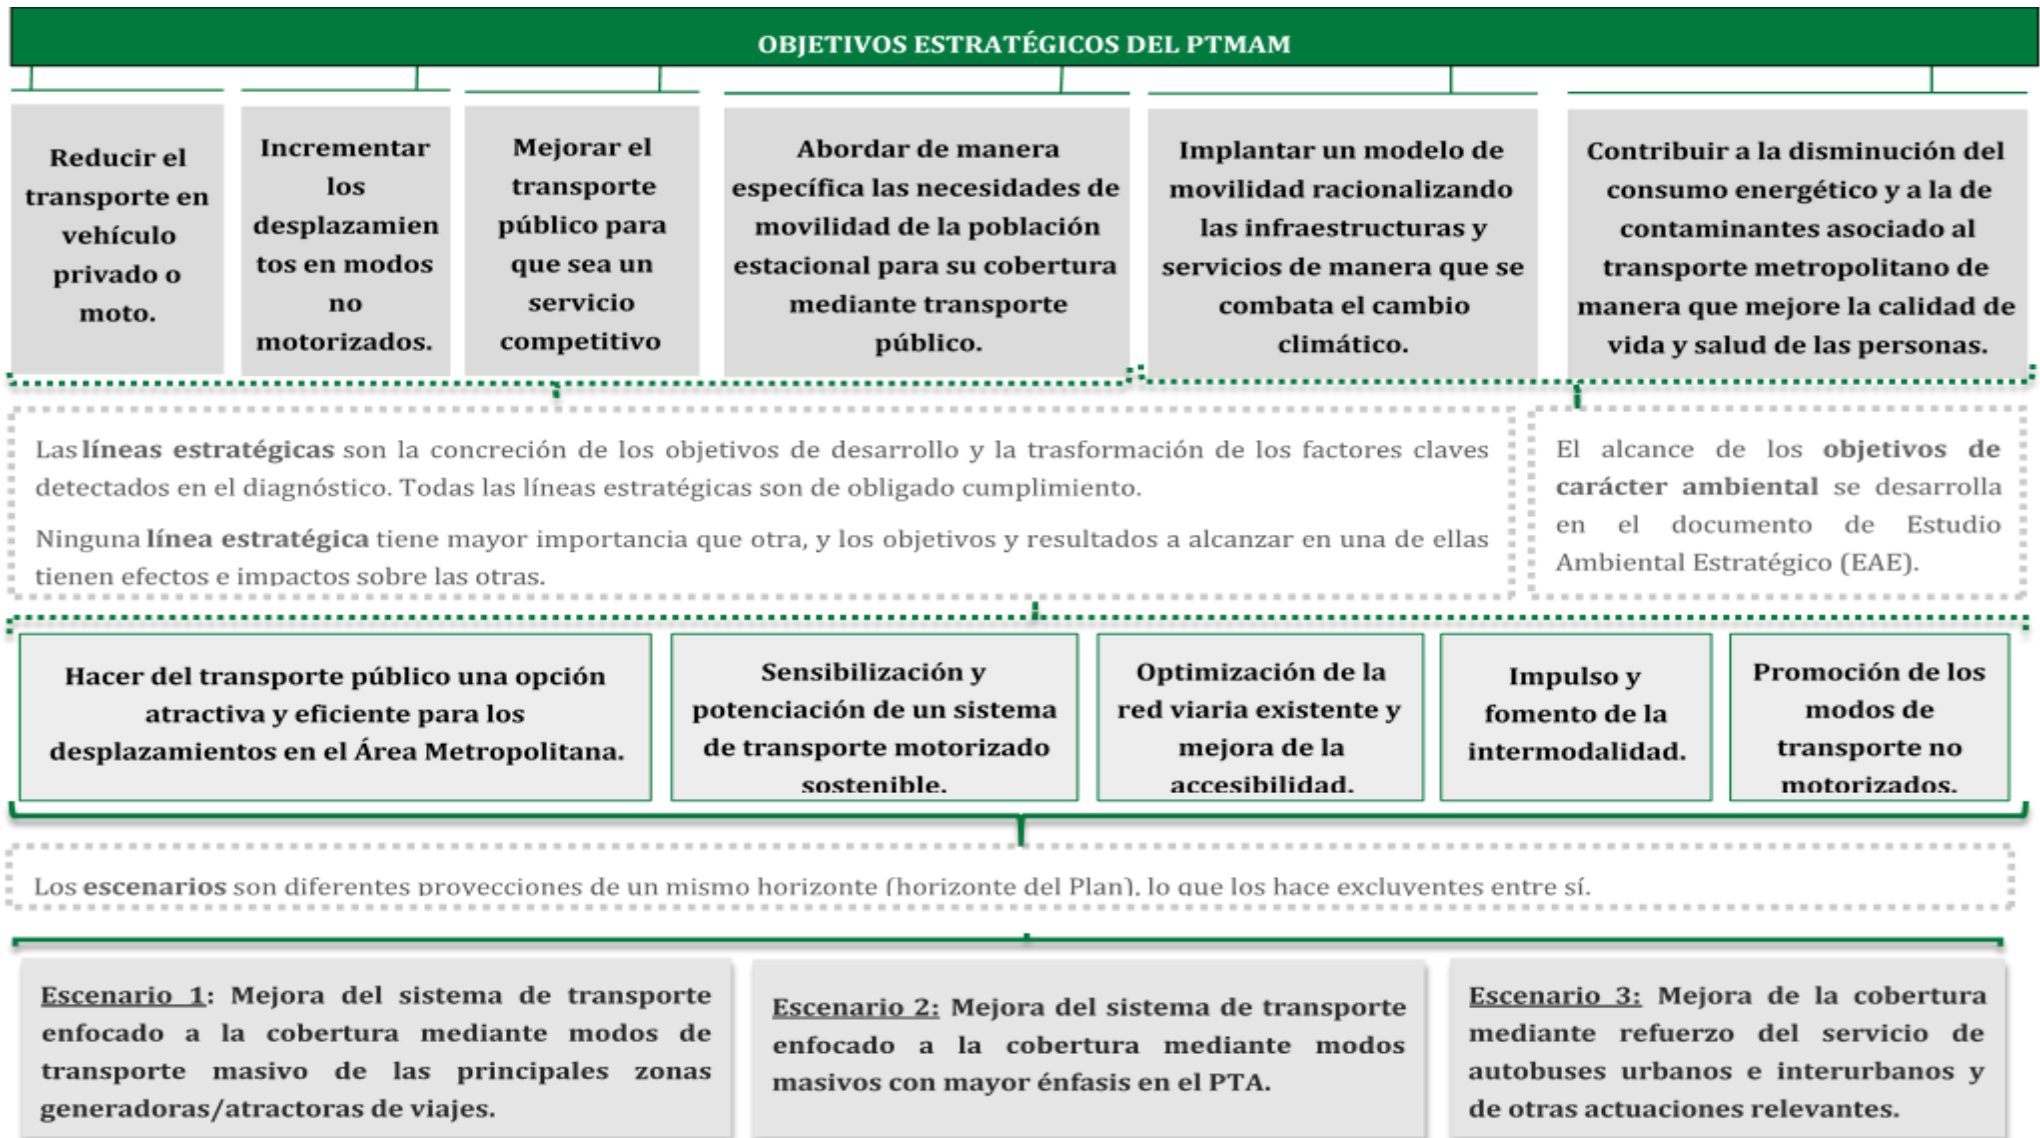 OBJETIVOS ESTRATÉGICOS DEL PTMAM
Reducir el
transporte en
vehículo
privado o
moto.
Incrementar
los
desplazamien
tos en modos
no
motorizados.
Mejorar el
transporte
público para
que sea un
servicio
competitivo
Abordar de manera
específica las necesidades de
movilidad de la población
estacional para su cobertura
mediante transporte
público.
Implantar un modelo de
movilidad racionalizando
las infraestructuras y
servicios de manera que se
combata el cambio
climático.
Contribuir a la disminución del
consumo energético y a la de
contaminantes asociado al
transporte metropolitano de
manera que mejore la calidad de
vida y salud de las personas.
Las líneas estratégicas son la concreción de los objetivos de desarrollo y la trasformación de los factores claves
detectados en el diagnóstico. Todas las líneas estratégicas son de obligado cumplimiento.
Ninguna línea estratégica tiene mayor importancia que otra, y los objetivos y resultados a alcanzar en una de ellas
tienen efectos e impactos sobre las otras.
El alcance de los objetivos de
carácter ambiental se desarrolla
en el documento de Estudio
Ambiental Estratégico (EAE).
Hacer del transporte público una opción
atractiva y eficiente para los
desplazamientos en el Área Metropolitana.
Sensibilización y
potenciación de un sistema
de transporte motorizado
sostenible.
Optimización de la
red viaria existente y
mejora de la
accesibilidad.
Impulso y
fomento de la
intermodalidad.
Promoción de los
modos de
transporte no
motorizados.
Los escenarios son diferentes proyecciones de un mismo horizonte (horizonte del Plan), lo que los hace excluyentes entre sí.
Escenario 1: Mejora del sistema de transporte
enfocado a la cobertura mediante modos de
transporte masivo de las principales zonas
generadoras/atractoras de viajes.
Escenario 2: Mejora del sistema de transporte
enfocado a la cobertura mediante modos
masivos con mayor énfasis en el PTA.
Escenario 3: Mejora de la cobertura
mediante refuerzo del servicio de
autobuses urbanos e interurbanos y
de otras actuaciones relevantes.